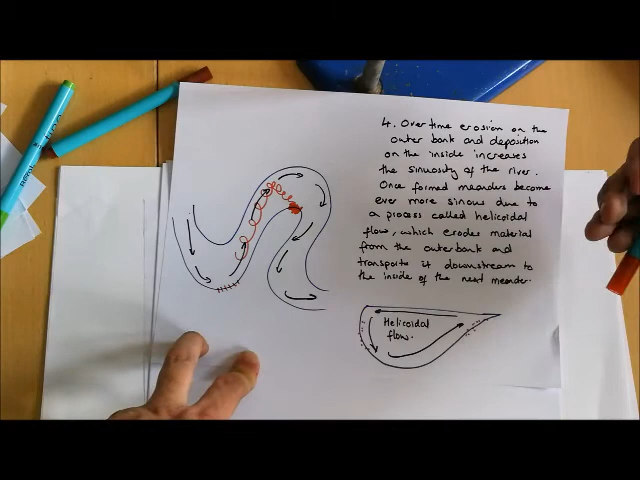 4. Over time erosion on the
outer bank and deposition
on the inside increases
the sinuosity of the river.
Once formed meanders become
ever more sinous due to
a process called helicoidal
flow, which erodes material
from the outer bank and
transports it downstream to
the inside of the next meander.
Helicoidal
flow.